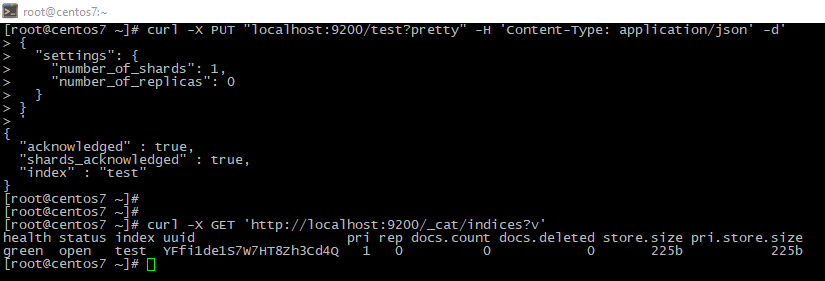 root@centos7:~
[root@centos7 ~]# curl -X PUT "localhost:9200/test?pretty" -H 'Content-Type: application/json' -d'
> {
>   "settings": {
>     "number_of_shards": 1,
>     "number_of_replicas": 0
>   }
> }
> '
{
  "acknowledged" : true,
  "shards_acknowledged" : true,
  "index" : "test"
}
[root@centos7 ~]#
[root@centos7 ~]#
[root@centos7 ~]# curl -X GET 'http://localhost:9200/_cat/indices?v'
health status index uuid                   pri rep docs.count docs.deleted store.size pri.store.size
green  open   test  YFfi1de1S7W7HT8Zh3Cd4Q   1   0          0            0       225b           225b
[root@centos7 ~]#